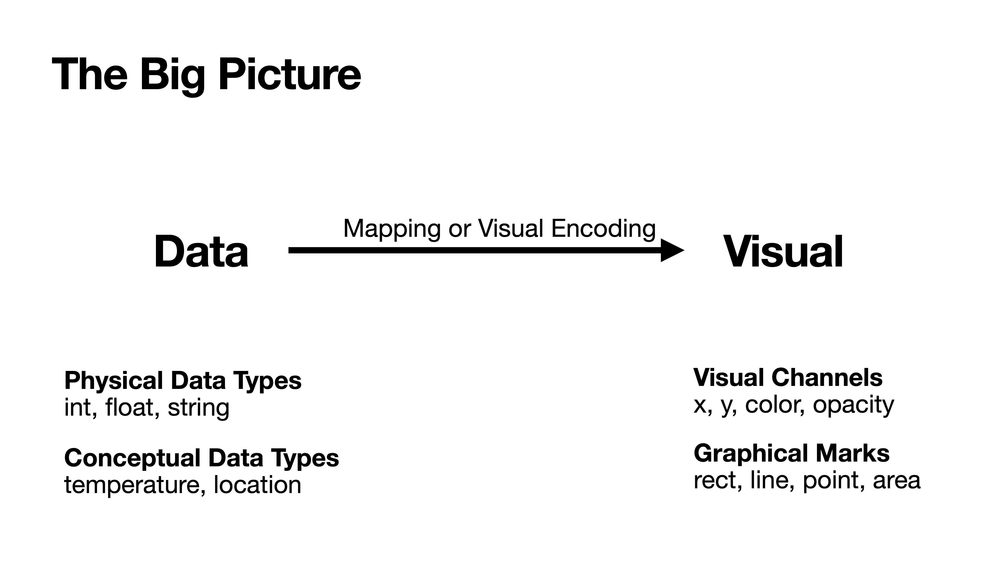 The Big Picture
Mapping or Visual Encoding
Data
Visual
Physical Data Types
int, float, string
Conceptual Data Types
temperature, location
Visual Channels
x, y, color, opacity
Graphical Marks
rect, line, point, area